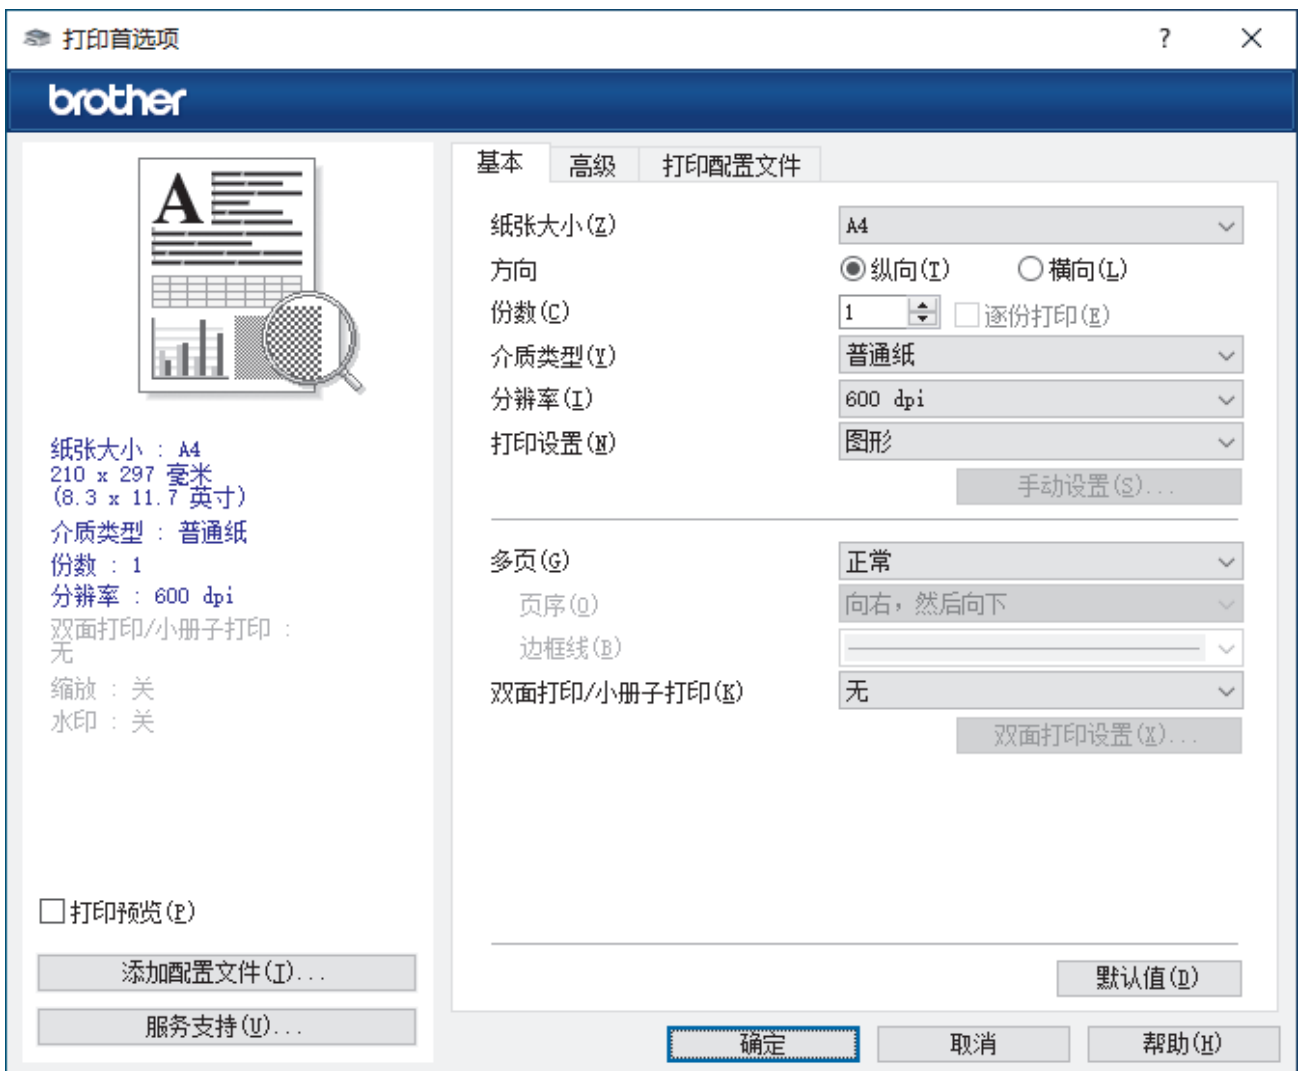 打印首选项
?
brother
A
基本 高级 打印配置文件
纸张大小(Z) A4
方向 纵向(T) 横向(L)
份数(C) 1 逐份打印(E)
介质类型(Y) 普通纸
分辨率(I) 600 dpi
打印设置(N) 图形
手动设置(S)...
多页(G) 正常
页序(O) 向右，然后向下
边框线(B)
双面打印/小册子打印(K) 无
双面打印设置(X)...
纸张大小 : A4
210 x 297 毫米
(8.3 x 11.7 英寸)
介质类型 : 普通纸
份数 : 1
分辨率 : 600 dpi
双面打印/小册子打印 :
无
缩放 : 关
水印 : 关
打印预览(P)
添加配置文件(J)...
服务支持(U)...
默认值(D)
确定 取消 帮助(H)